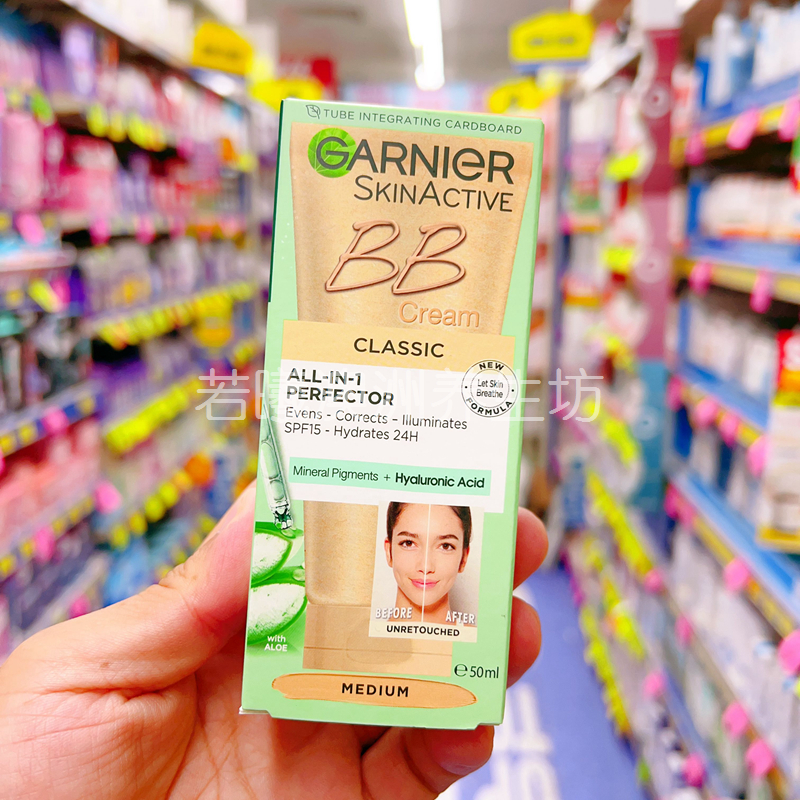 TUBE INTEGRATING CARDBOARD
GARNIER
SKINACTIVE
BB
Cream
CLASSIC
ALL-IN-1
PERFECTOR
Evens - Corrects - Illuminates
SPF15 - Hydrates 24H
NEW
Let Skin
Breathe
FORMULA
Mineral Pigments + Hyaluronic Acid
BEFORE AFTER
UNRETOUCHED
with
ALOE
℮50ml
MEDIUM